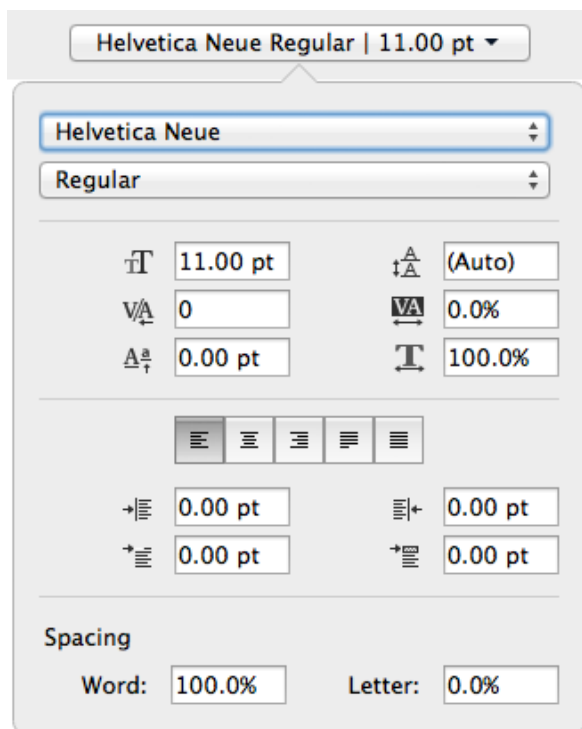 Helvetica Neue Regular | 11.00 pt
Helvetica Neue
Regular
11.00 pt (Auto)
0 0.0%
0.00 pt 100.0%
0.00 pt 0.00 pt
0.00 pt 0.00 pt
Spacing
Word: 100.0% Letter: 0.0%